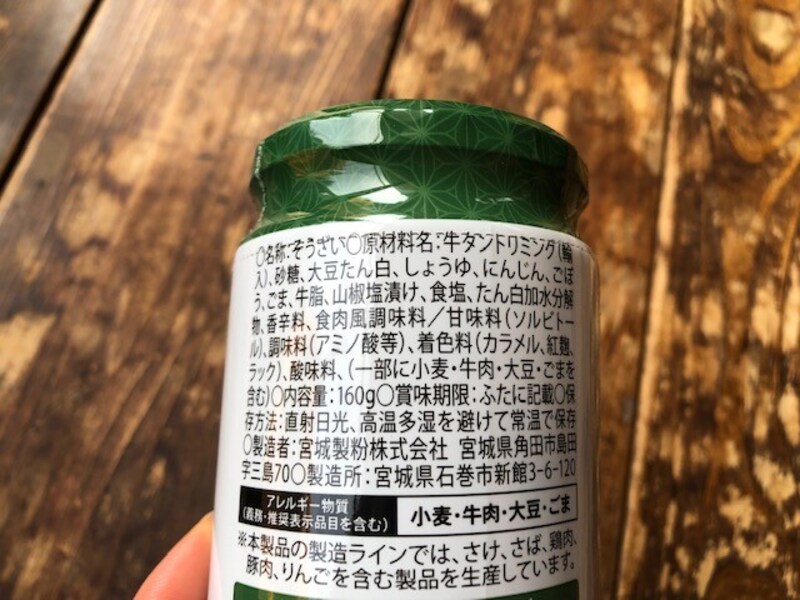 ○名称:そうざい○原材料名:牛タントリミング(輸
入)、砂糖、大豆たん白、しょうゆ、にんじん、ごぼ
う、ごま、牛脂、山椒塩漬け、食塩、たん白加水分解
物、香辛料、食肉風調味料／甘味料(ソルビトー
ル)、調味料(アミノ酸等)、着色料(カラメル、紅麹、
ラック)、酸味料、(一部に小麦・牛肉・大豆・ごまを
含む)○内容量:160g○賞味期限:ふたに記載○保
存方法:直射日光、高温多湿を避けて常温で保存
○製造者:宮城製粉株式会社 宮城県角田市島田
字三島70○製造所:宮城県石巻市新館3-6-120
アレルギー物質
(義務・推奨表示品目を含む)
小麦・牛肉・大豆・ごま
※本製品の製造ラインでは、さけ、さば、鶏肉、
豚肉、りんごを含む製品を生産しています。